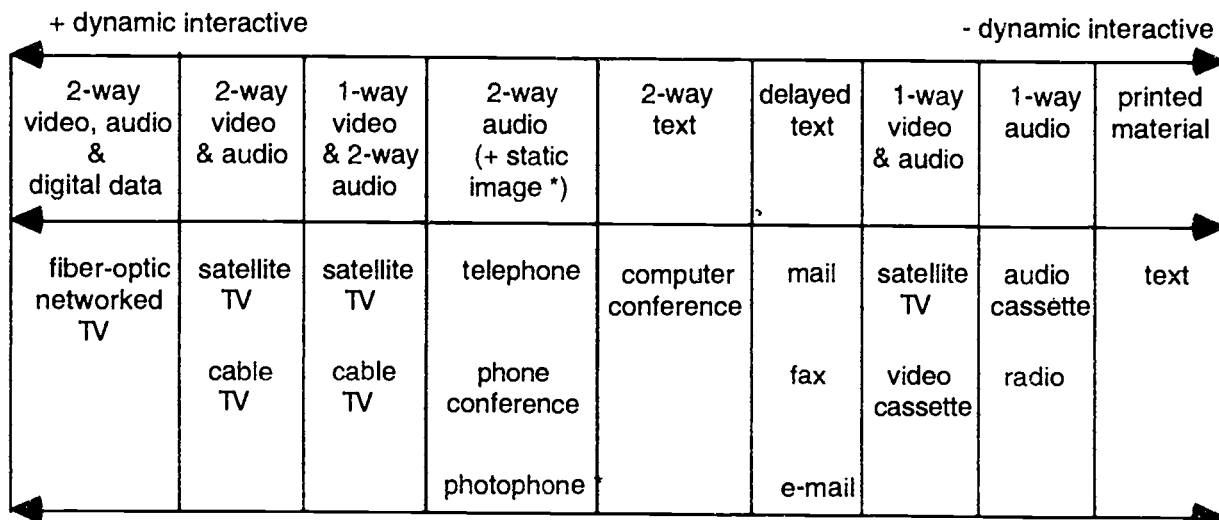 + dynamic interactive
- dynamic interactive
2-way
video, audio
&
digital data
2-way
video
& audio
1-way
video
& 2-way
audio
2-way
audio
(+ static
image *)
2-way
text
delayed
text
1-way
video
& audio
1-way
audio
printed
material
fiber-optic
networked
TV
satellite
TV
cable
TV
satellite
TV
cable
TV
telephone
phone
conference
photophone *
computer
conference
mail
fax
e-mail
satellite
TV
video
cassette
audio
cassette
radio
text